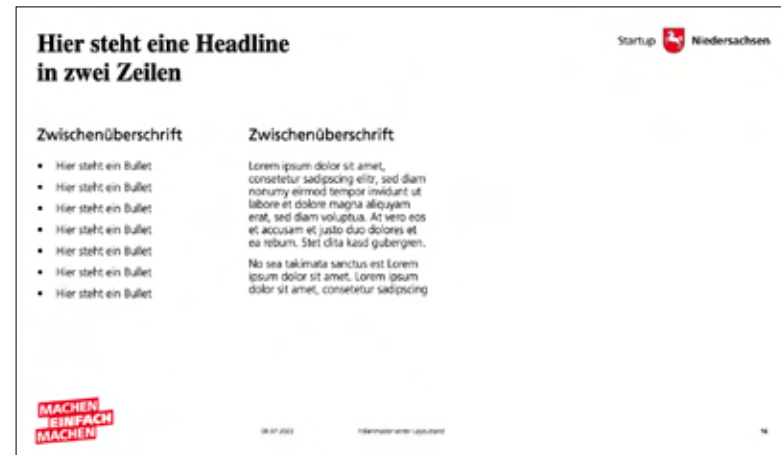 Hier steht eine Headline
in zwei Zeilen
Startup Niedersachsen
Zwischenüberschrift
• Hier steht ein Bullet
• Hier steht ein Bullet
• Hier steht ein Bullet
• Hier steht ein Bullet
• Hier steht ein Bullet
• Hier steht ein Bullet
• Hier steht ein Bullet
Zwischenüberschrift
Lorem ipsum dolor sit amet,
consetetur sadipscing elitr, sed diam
nonumy eirmod tempor invidunt ut
labore et dolore magna aliquyam
erat, sed diam voluptua. At vero eos
et accusam et justo duo dolores et
ea rebum. Stet clita kasd gubergren.
No sea takimata sanctus est Lorem
ipsum dolor sit amet. Lorem ipsum
dolor sit amet, consetetur sadipscing
MACHEN
EINFACH
MACHEN